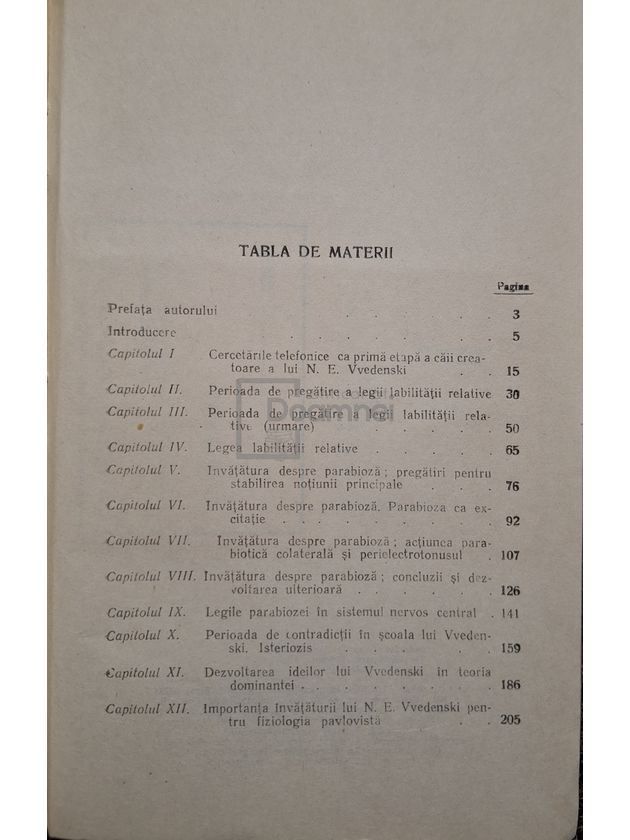 TABLA DE MATERII
Pagina
Prefața autorului . . . . 3
Introducere . . . . . . 5
Capitolul I Cercetările telefonice ca primă etapă a căii crea-
toare a lui N. E. Vvedenski . . 15
Capitolul II. Perioada de pregătire a legii labilității relative 30
Capitolul III. Perioada de pregătire a legii labilității rela-
tive (urmare) . . . . . . 50
Capitolul IV. Legea labilității relative . . . . . 65
Capitolul V. Invățătura despre parabioză ; pregătiri pentru
stabilirea noțiunii principale . . . 76
Capitolul VI. Invățătura despre parabioză. Parabioza ca ex-
citație . . . . . . . . 92
Capitolul VII. Invățătura despre parabioză ; acțiunea para-
biotică colaterală și perielectrotonusul . 107
Capitolul VIII. Invățătura despre parabioză ; concluzii și dez-
voltarea ulterioară . . . . . . 126
Capitolul IX. Legile parabiozei în sistemul nervos central . 141
Capitolul X. Perioada de contradicții în școala lui Vveden-
ski. Isteriozis . . . . . 159
Capitolul XI. Dezvoltarea ideilor lui Vvedenski în teoria
dominantei . . . . . . . 186
Capitolul XII. Importanța învățăturii lui N. E. Vvedenski pen-
tru fiziologia pavlovistă . . 205